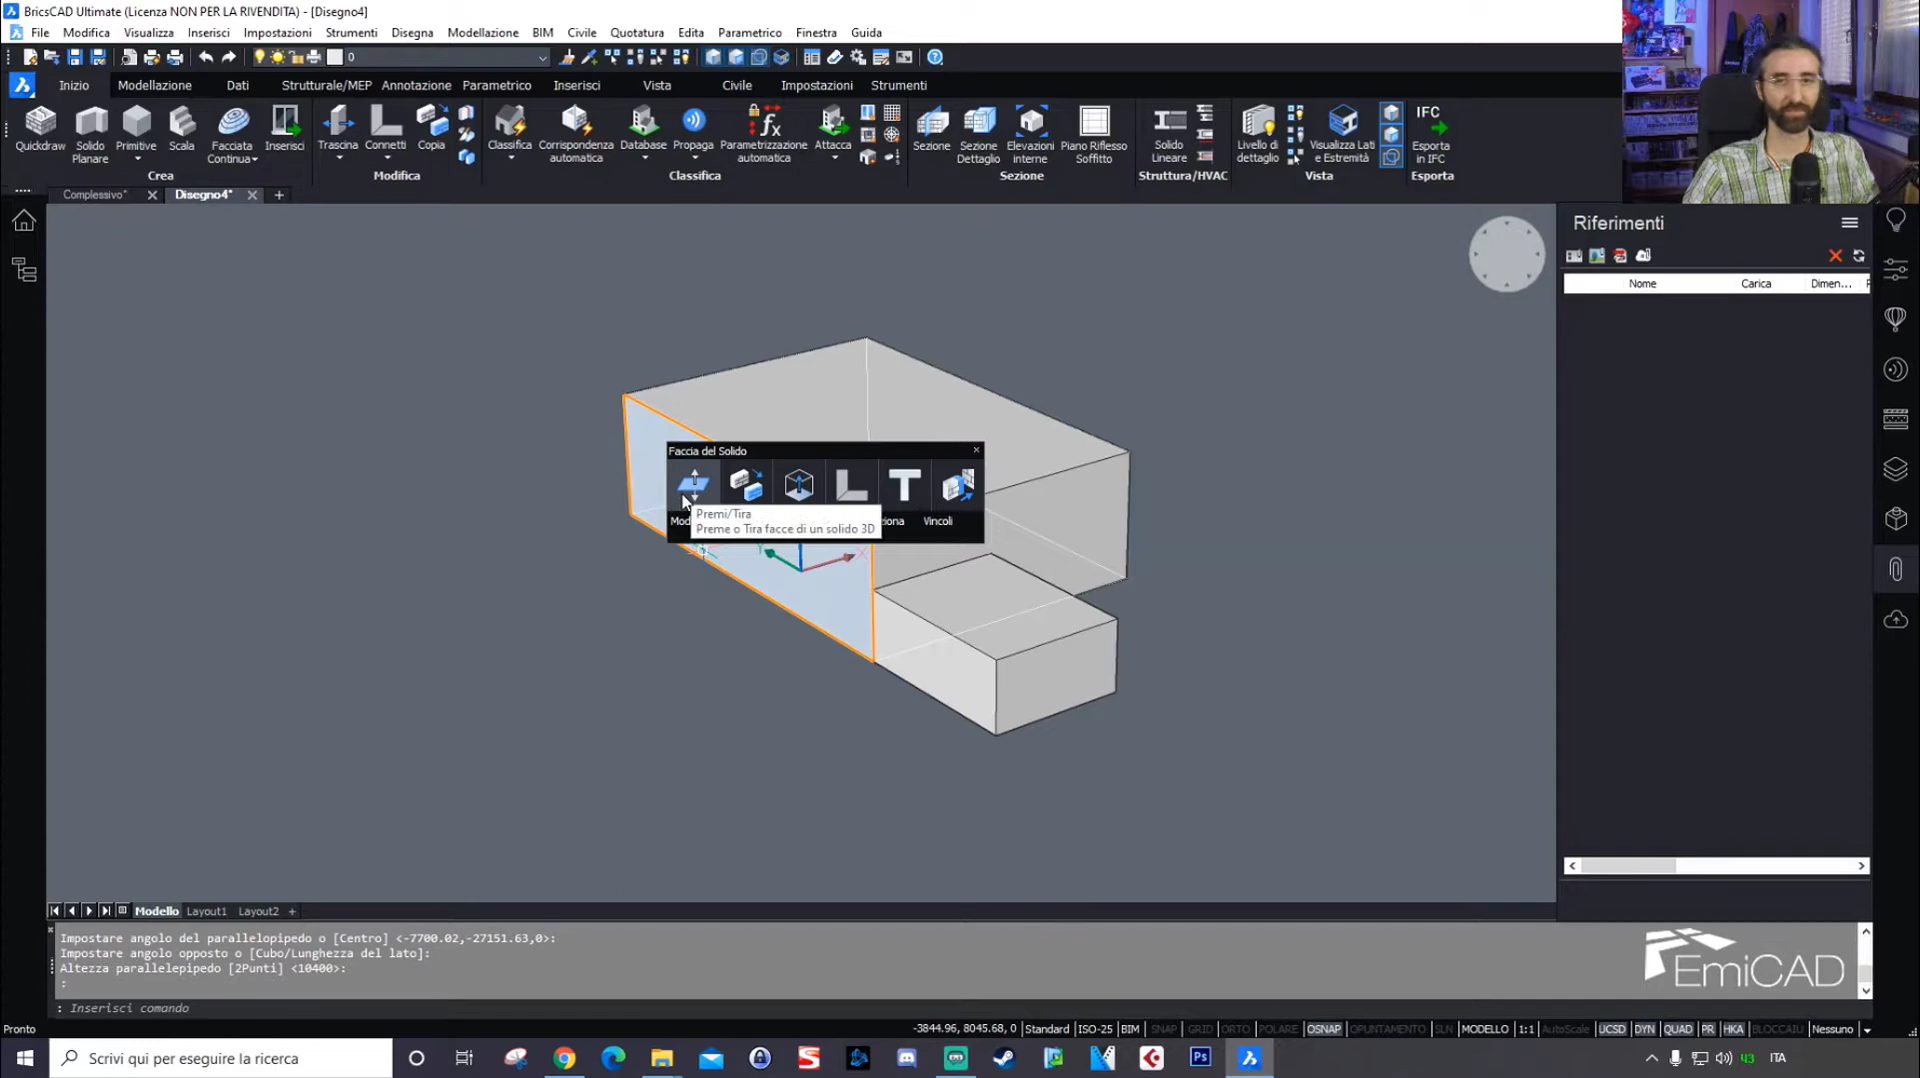 BricsCAD Ultimate (Licenza NON PER LA RIVENDITA) - [Disegno4]
File Modifica Visualizza Inserisci Impostazioni Strumenti Disegna Modellazione BIM Civile Quotatura Edita Parametrico Finestra Guida
0
Inizio Modellazione Dati Strutturale/MEP Annotazione Parametrico Inserisci Vista Civile Impostazioni Strumenti
Quickdraw Solido Planare Primitive Scala Facciata Continua Inserisci Trascina Connetti Copia Classifica Corrispondenza automatica Database Propaga Parametrizzazione automatica Attacca Sezione Sezione Dettaglio Elevazioni interne Piano Riflesso Soffitto Solido Lineare Livello di dettaglio Visualizza Lati e Estremità IFC Esporta in IFC
Crea Modifica Classifica Sezione Struttura/HVAC Vista Esporta
Complessivo* Disegno4*
Riferimenti
Nome Carica Dimen...
Faccia del Solido
Premi/Tira
Preme o Tira facce di un solido 3D
Vincoli
Y X
Modello Layout1 Layout2
Impostare angolo del parallelopipedo o [Centro] <-7700.02,-27151.63,0>:
Impostare angolo opposto o [Cubo/Lunghezza del lato]:
Altezza parallelepipedo [2Punti] <10400>:
:
: Inserisci comando
EmiCAD
Pronto -3844.96, 8045.68, 0 Standard ISO-25 BIM SNAP GRID ORTO POLARE OSNAP OPUNTAMENTO SLN MODELLO 1:1 AutoScale UCSD DYN QUAD PR HKA BLOCCAIU Nessuno
Scrivi qui per eseguire la ricerca
Ps
ITA